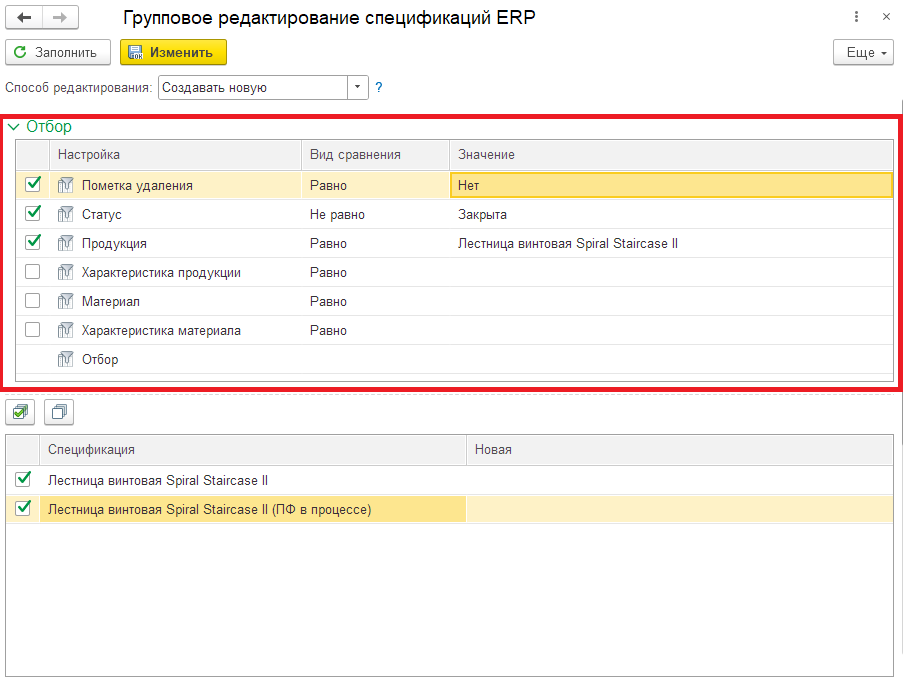 Групповое редактирование спецификаций ERP
Заполнить Изменить Еще
Способ редактирования: Создавать новую ?
Отбор
Настройка Вид сравнения Значение
Пометка удаления Равно Нет
Статус Не равно Закрыта
Продукция Равно Лестница винтовая Spiral Staircase II
Характеристика продукции Равно
Материал Равно
Характеристика материала Равно
Отбор
Спецификация Новая
Лестница винтовая Spiral Staircase II
Лестница винтовая Spiral Staircase II (ПФ в процессе)